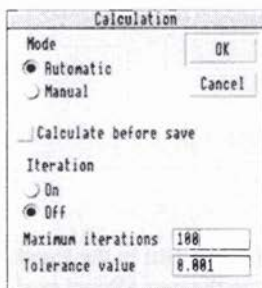 Calculation
Mode
OK
Automatic
Cancel
Manual
Calculate before save
Iteration
On
Off
Maximum iterations 100
Tolerance value 0.001